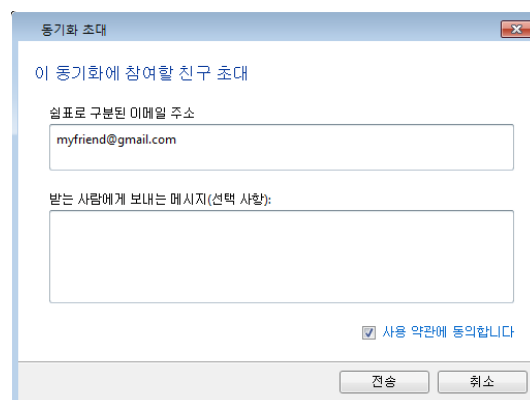 동기화 초대
이 동기화에 참여할 친구 초대
쉼표로 구분된 이메일 주소
myfriend@gmail.com
받는 사람에게 보내는 메시지(선택 사항):
사용 약관에 동의합니다
전송
취소